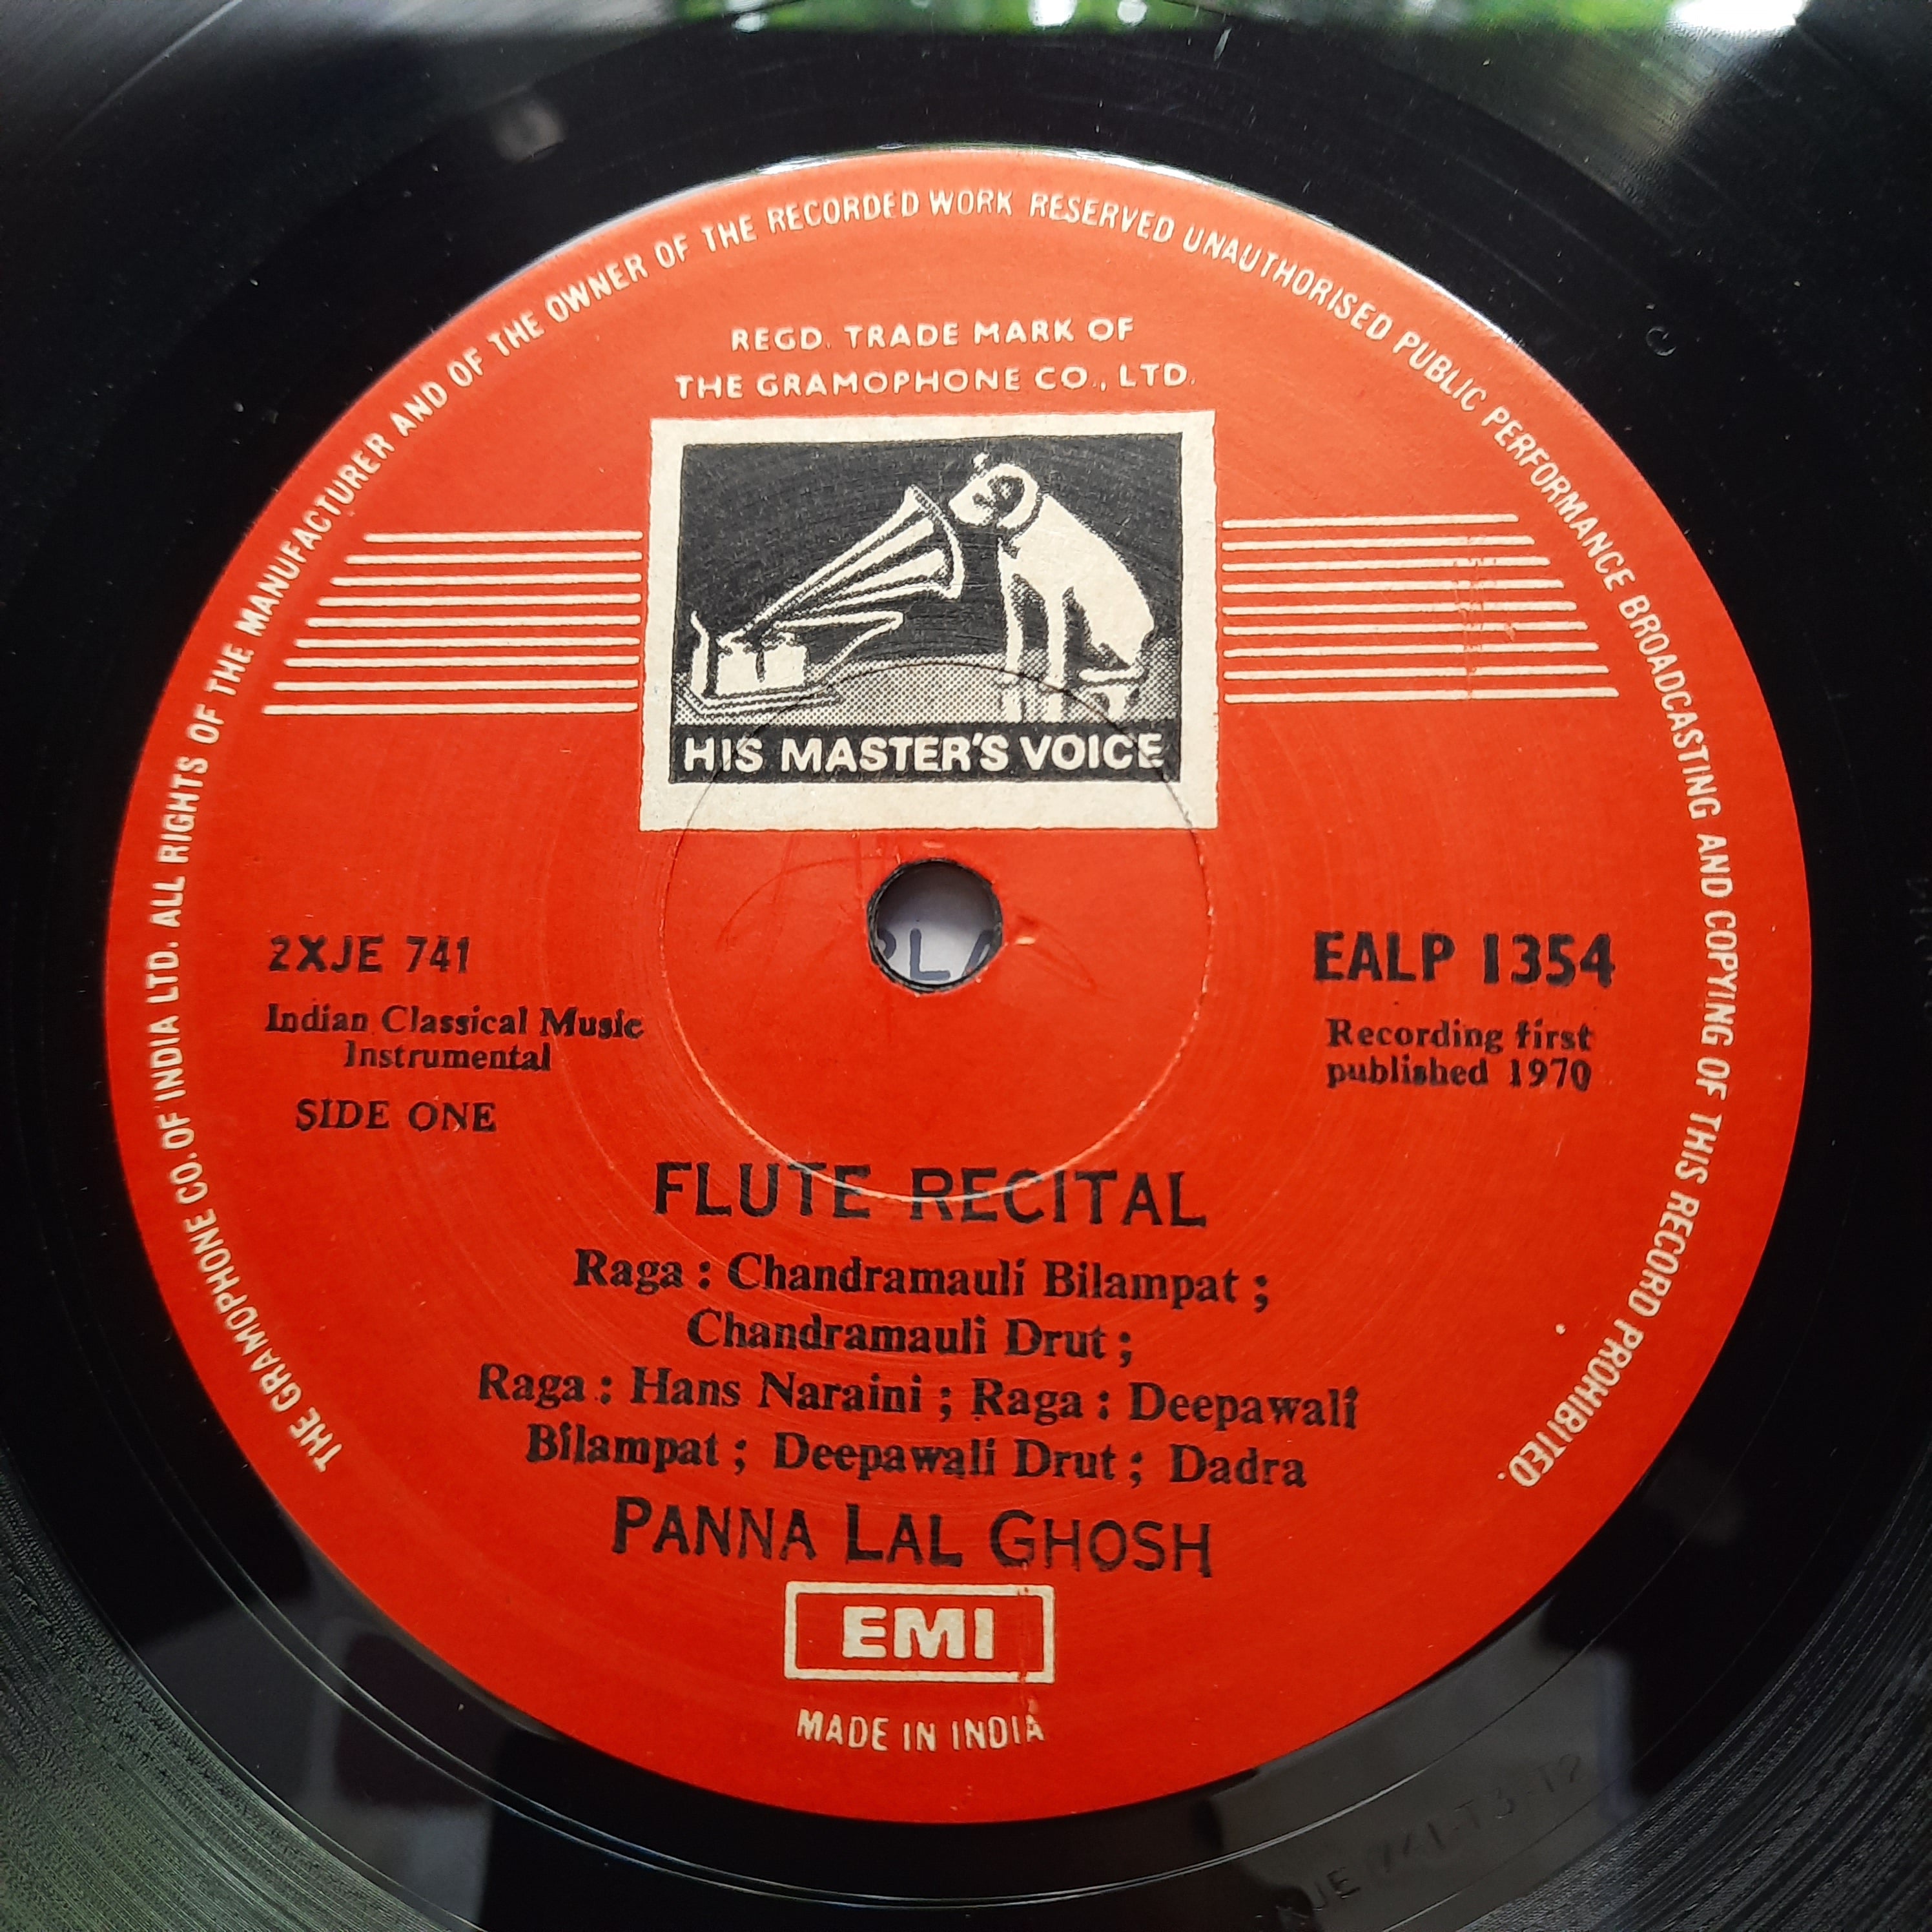 THE GRAMOPHONE CO. OF INDIA LTD. ALL RIGHTS OF THE MANUFACTURER AND OF THE OWNER OF THE RECORDED WORK RESERVED UNAUTHORISED PUBLIC PERFORMANCE BROADCASTING AND COPYING OF THIS RECORD PROHIBITED.
REGD. TRADE MARK OF
THE GRAMOPHONE CO., LTD.
HIS MASTER'S VOICE
2XJE 741
Indian Classical Music
Instrumental
SIDE ONE
EALP 1354
Recording first
published 1970
FLUTE RECITAL
Raga : Chandramauli Bilampat ;
Chandramauli Drut ;
Raga : Hans Naraini ; Raga : Deepawali
Bilampat ; Deepawali Drut ; Dadra
PANNA LAL GHOSH
EMI
MADE IN INDIA